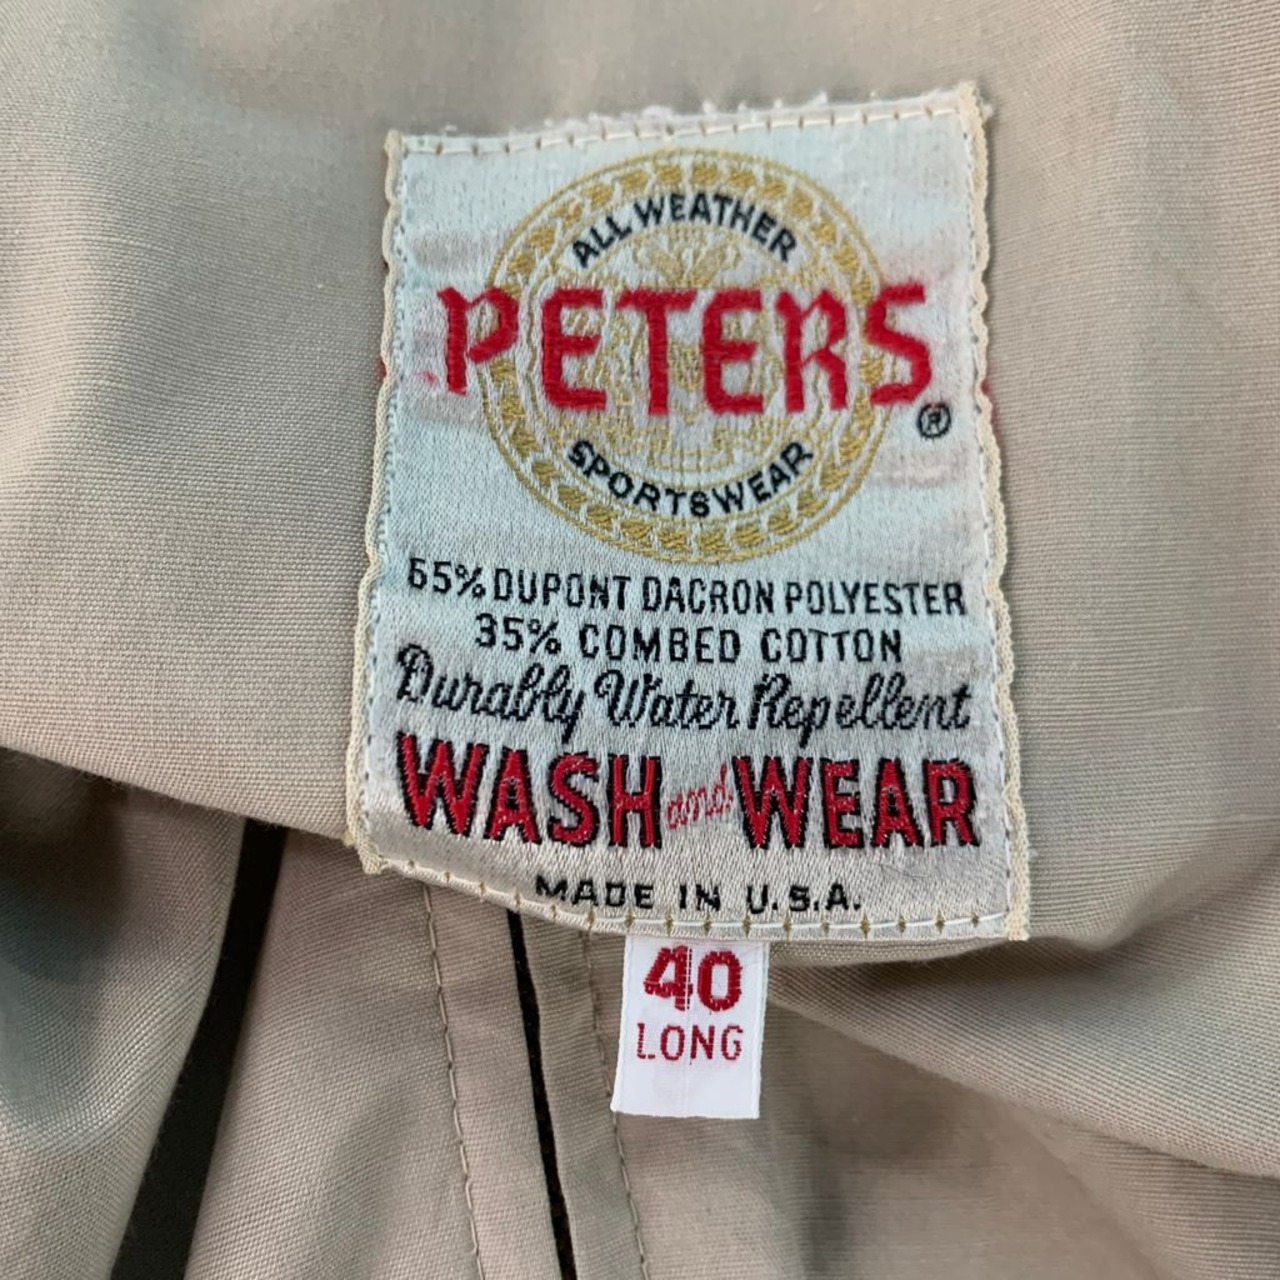 ALL WEATHER
PETERS®
SPORTSWEAR
65% DUPONT DACRON POLYESTER
35% COMBED COTTON
Durably Water Repellent
WASH and WEAR
MADE IN U.S.A.
40
LONG